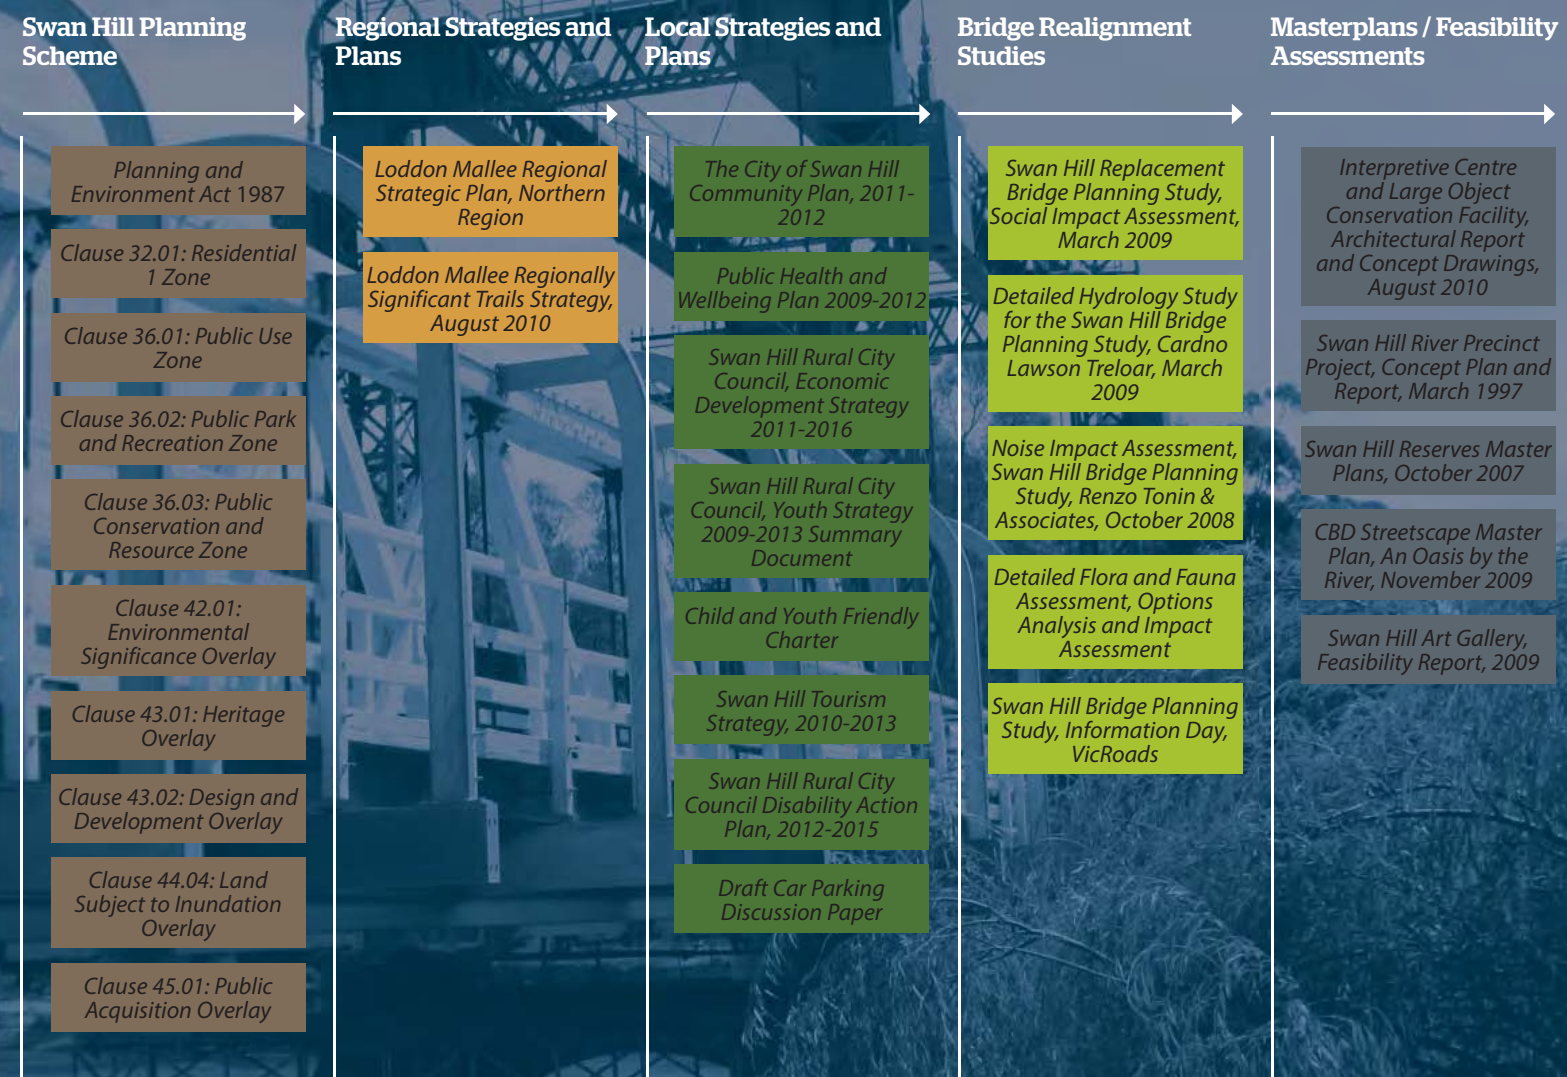 Swan Hill Planning
Scheme
Planning and
Environment Act 1987
Clause 32.01: Residential
1 Zone
Clause 36.01: Public Use
Zone
Clause 36.02: Public Park
and Recreation Zone
Clause 36.03: Public
Conservation and
Resource Zone
Clause 42.01:
Environmental
Significance Overlay
Clause 43.01: Heritage
Overlay
Clause 43.02: Design and
Development Overlay
Clause 44.04: Land
Subject to Inundation
Overlay
Clause 45.01: Public
Acquisition Overlay
Regional Strategies and
Plans
Loddon Mallee Regional
Strategic Plan, Northern
Region
Loddon Mallee Regionally
Significant Trails Strategy,
August 2010
Local Strategies and
Plans
The City of Swan Hill
Community Plan, 2011-
2012
Public Health and
Wellbeing Plan 2009-2012
Swan Hill Rural City
Council, Economic
Development Strategy
2011-2016
Swan Hill Rural City
Council, Youth Strategy
2009-2013 Summary
Document
Child and Youth Friendly
Charter
Swan Hill Tourism
Strategy, 2010-2013
Swan Hill Rural City
Council Disability Action
Plan, 2012-2015
Draft Car Parking
Discussion Paper
Bridge Realignment
Studies
Swan Hill Replacement
Bridge Planning Study,
Social Impact Assessment,
March 2009
Detailed Hydrology Study
for the Swan Hill Bridge
Planning Study, Cardno
Lawson Treloar, March
2009
Noise Impact Assessment,
Swan Hill Bridge Planning
Study, Renzo Tonin &
Associates, October 2008
Detailed Flora and Fauna
Assessment, Options
Analysis and Impact
Assessment
Swan Hill Bridge Planning
Study, Information Day,
VicRoads
Masterplans / Feasibility
Assessments
Interpretive Centre
and Large Object
Conservation Facility,
Architectural Report
and Concept Drawings,
August 2010
Swan Hill River Precinct
Project, Concept Plan and
Report, March 1997
Swan Hill Reserves Master
Plans, October 2007
CBD Streetscape Master
Plan, An Oasis by the
River, November 2009
Swan Hill Art Gallery,
Feasibility Report, 2009